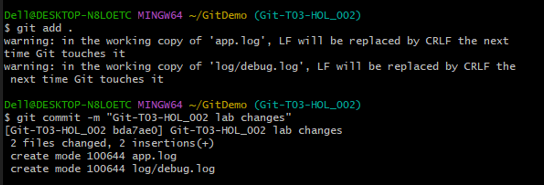 Dell@DESKTOP-N8LOETC MINGW64 ~/GitDemo (Git-T03-HOL_002)
$ git add .
warning: in the working copy of 'app.log', LF will be replaced by CRLF the next
time Git touches it
warning: in the working copy of 'log/debug.log', LF will be replaced by CRLF the
 next time Git touches it
Dell@DESKTOP-N8LOETC MINGW64 ~/GitDemo (Git-T03-HOL_002)
$ git commit -m "Git-T03-HOL_002 lab changes"
[Git-T03-HOL_002 bda7ae0] Git-T03-HOL_002 lab changes
 2 files changed, 2 insertions(+)
 create mode 100644 app.log
 create mode 100644 log/debug.log